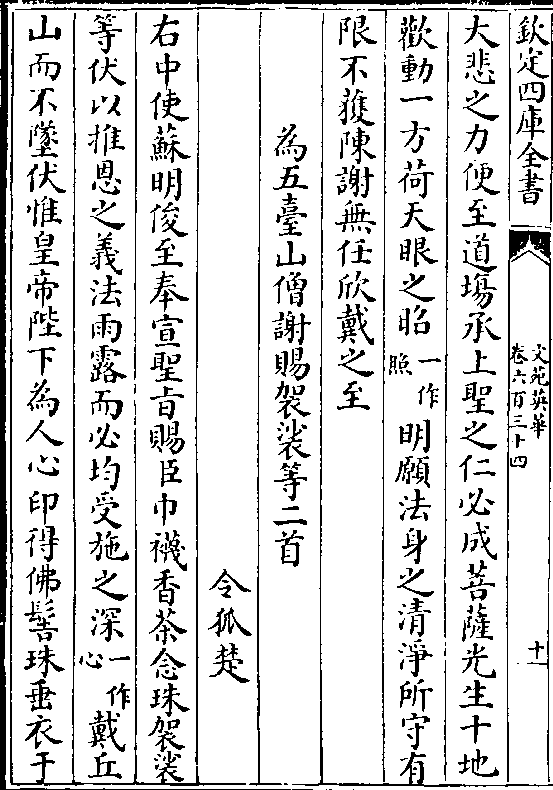 欽定四庫全書
文苑英華
卷六百三十四
十一
大悲之力便至道場承上聖之仁必成菩薩光生十地
歡動一方荷天眼之昭一作照明願法身之清淨所守有
限不獲陳謝無任欣戴之至
為五臺山僧謝賜袈裟等二首
令狐楚
右中使蘇明俊至奉宣聖旨賜臣巾襪香茶念珠袈裟
等伏以推恩之義法雨露而必均受施之深一作心戴丘
山而不墜伏惟皇帝陛下為人心印得佛髻珠垂衣于